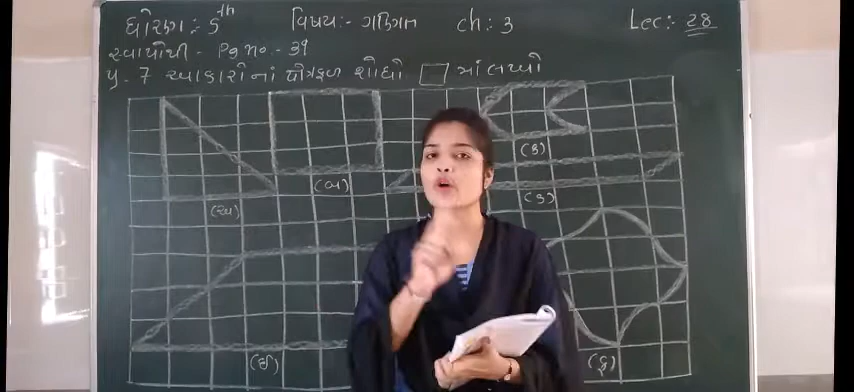 ધોરણ : 5th વિષય:- ગણિત ch: 3 Lec:- 28
સ્વાપોથી - Pg no. - 39
પ્ર. 7 આકારોનાં ક્ષેત્રફળ શોધો □ માં લખો
(ક)
(બ)
(ડ)
(અ)
(ઈ) (ફ)